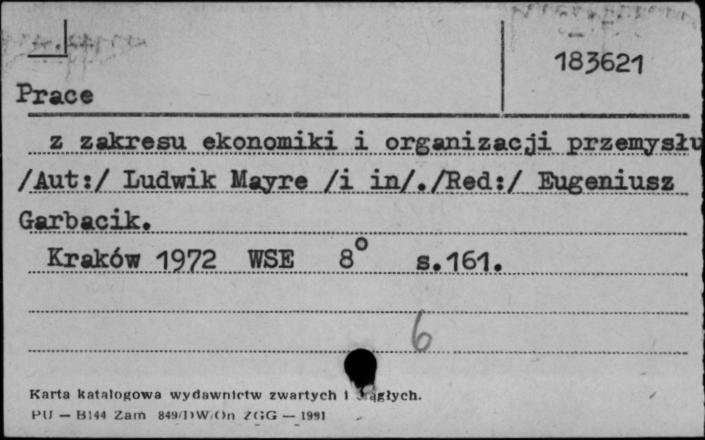 183621
Prace
z zakresu ekonomiki i organizacji przemysłu
/Aut:/ Ludwik Mayre /i in/./Red:/ Eugeniusz
Garbacik.
Kraków 1972 WSE 8° s.161.
6
Karta katalogowa wydawnictw zwartych i ciągłych.
PU — B144 Zam 849/DW/On ZGG — 1991